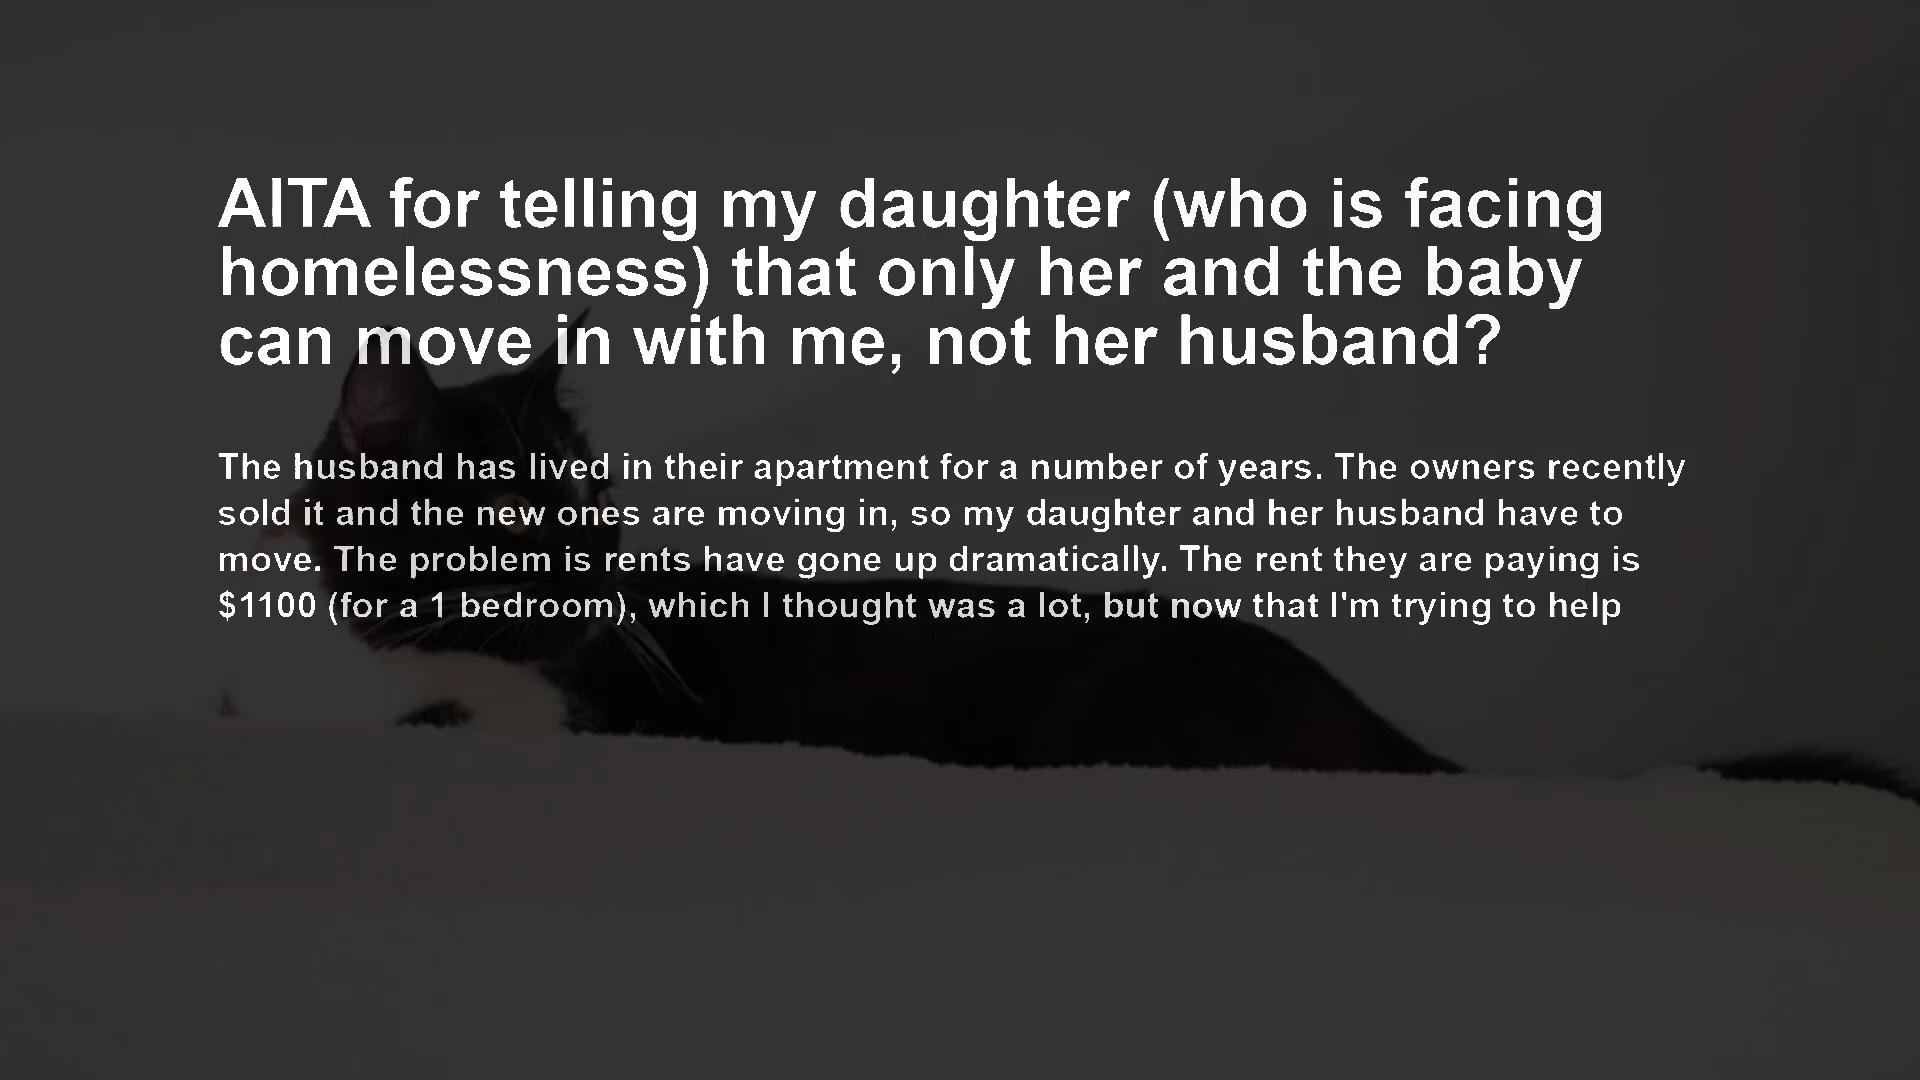 AITA for telling my daughter (who is facing
homelessness) that only her and the baby
can move in with me, not her husband?
The husband has lived in their apartment for a number of years. The owners recently
sold it and the new ones are moving in, so my daughter and her husband have to
move. The problem is rents have gone up dramatically. The rent they are paying is
$1100 (for a 1 bedroom), which I thought was a lot, but now that I'm trying to help